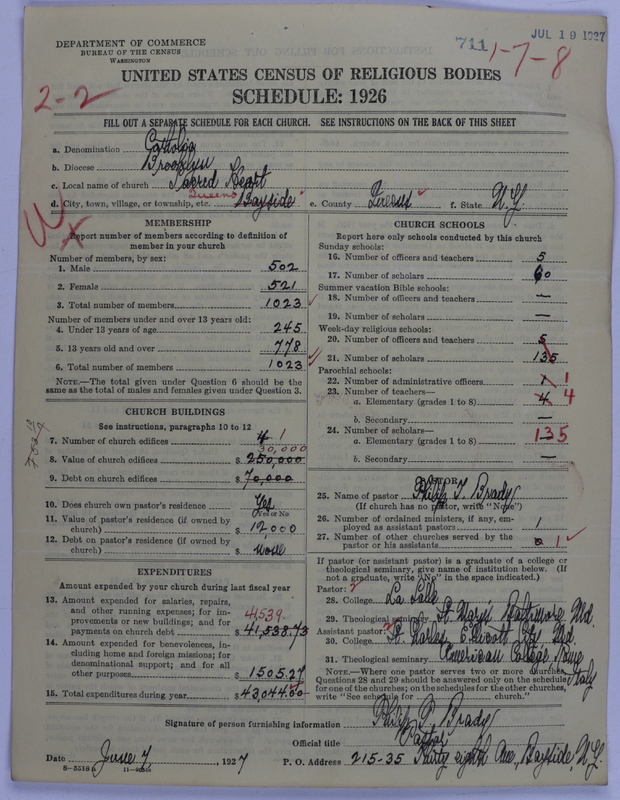 DEPARTMENT OF COMMERCE
BUREAU OF THE CENSUS
WASHINGTON
711
JUL 19 1927
1-7-8
2-2
UNITED STATES CENSUS OF RELIGIOUS BODIES
SCHEDULE: 1926
FILL OUT A SEPARATE SCHEDULE FOR EACH CHURCH. SEE INSTRUCTIONS ON THE BACK OF THIS SHEET
a. Denomination Catholic
b. Diocese Brooklyn
c. Local name of church Sacred Heart
Queens
d. City, town, village, or township, etc. Bayside e. County Queens f. State N.Y.
MEMBERSHIP
Report number of members according to definition of
member in your church
Number of members, by sex:
1. Male 502
2. Female 521
3. Total number of members 1023
Number of members under and over 13 years old:
4. Under 13 years of age 245
5. 13 years old and over 778
6. Total number of members 1023
NOTE.—The total given under Question 6 should be the
same as the total of males and females given under Question 3.
CHURCH BUILDINGS
See instructions, paragraphs 10 to 12
7. Number of church edifices 4 1
30,000
8. Value of church edifices $ 250,000
9. Debt on church edifices $ 70,000
10. Does church own pastor's residence Yes
(Yes or No)
11. Value of pastor's residence (if owned by
church) $ 12000
12. Debt on pastor's residence (if owned by
church) $ none
EXPENDITURES
Amount expended by church during last fiscal year
13. Amount expended for salaries, repairs,
and other running expenses; for im-
provements or new buildings; and for
41,539.
payments on church debt $ 41,538.73
14. Amount expended for benevolences, in-
cluding home and foreign missions; for
denominational support; and for all
other purposes $ 1505.27
15. Total expenditures during year $ 43,044.00
CHURCH SCHOOLS
Report here only schools conducted by this church
Sunday schools:
16. Number of officers and teachers 5
17. Number of scholars 60
Summer vacation Bible schools:
18. Number of officers and teachers —
19. Number of scholars —
Week-day religious schools:
20. Number of officers and teachers 5
21. Number of scholars 135
Parochial schools:
22. Number of administrative officers 1 1
23. Number of teachers—
a. Elementary (grades 1 to 8) 4 4
b. Secondary —
24. Number of scholars—
a. Elementary (grades 1 to 8) 135
b. Secondary —
PASTOR
25. Name of pastor Philip T. Brady
(If church has no pastor, write "None")
26. Number of ordained ministers, if any, em-
ployed as assistant pastors 1
27. Number of other churches served by the
pastor or his assistants 1
If pastor (or assistant pastor) is a graduate of a college or
theological seminary, give name of institution below. (If
not a graduate, write "No" in the space indicated.)
Pastor:
28. College La Salle
29. Theological seminary St. Marys Baltimore Md.
Assistant pastor:
30. College St. Charles Ellicott City Md.
31. Theological seminary American College Rome
Italy
NOTE.—Where one pastor serves two or more churches,
Questions 28 and 29 should be answered only on the schedule
for one of the churches; on the schedules for the other churches,
write "See schedule for church."
Signature of person furnishing information Philip T. Brady
Official title Pastor
Date June 7, 1927 P. O. Address 215-35 Thirty eighth Ave., Bayside, N.Y.
8-5518 a